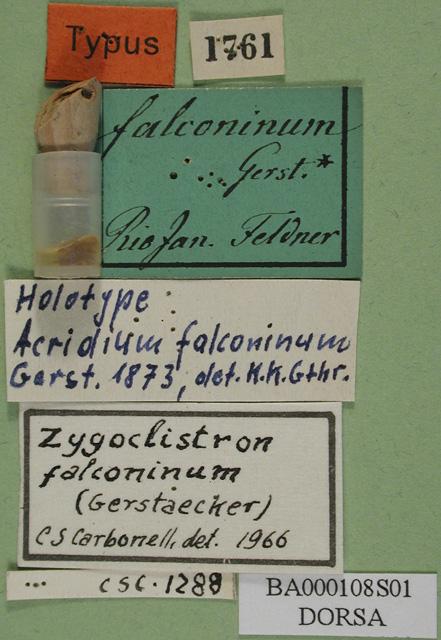 Typus
1761
falconinum
Gerst.*
Rio Jan. Feldner
Holotype
Acridium falconinum
Gerst. 1873, det. K.K.Gthr.
Zygoclistron
falconinum
(Gerstaecker)
C S Carbonell, det. 1966
... CSC. 1288
BA000108S01
DORSA